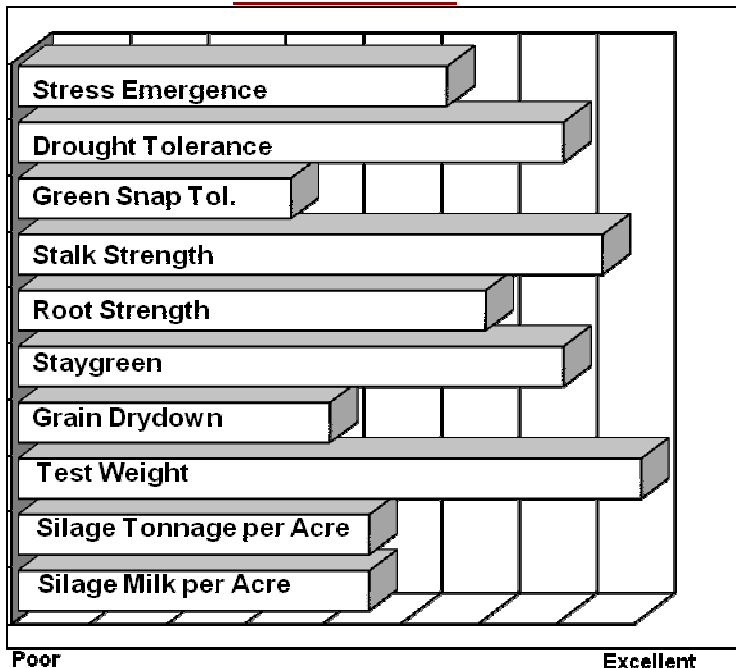 Stress Emergence
Drought Tolerance
Green Snap Tol.
Stalk Strength
Root Strength
Staygreen
Grain Drydown
Test Weight
Silage Tonnage per Acre
Silage Milk per Acre
Poor Excellent